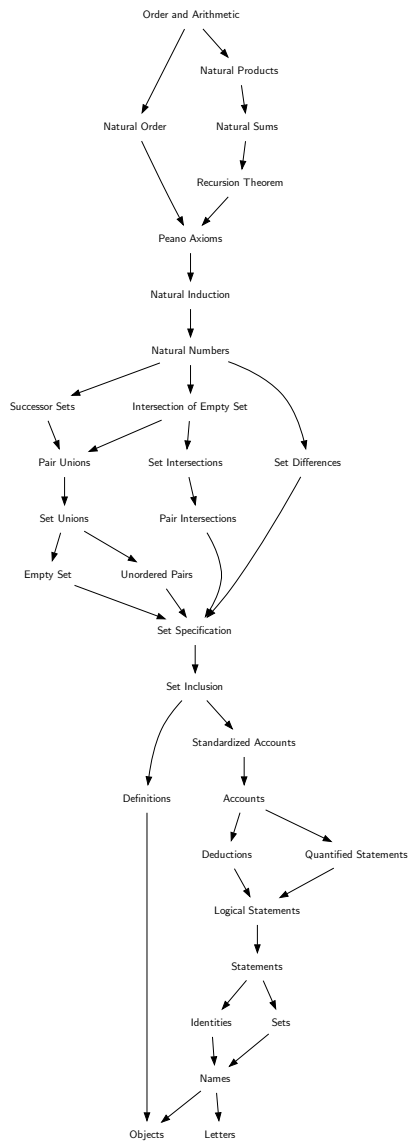 Order and Arithmetic
Natural Products
Natural Order
Natural Sums
Recursion Theorem
Peano Axioms
Natural Induction
Natural Numbers
Successor Sets
Intersection of Empty Set
Pair Unions
Set Intersections
Set Differences
Set Unions
Pair Intersections
Empty Set
Unordered Pairs
Set Specification
Set Inclusion
Standardized Accounts
Definitions
Accounts
Deductions
Quantified Statements
Logical Statements
Statements
Identities
Sets
Names
Objects
Letters